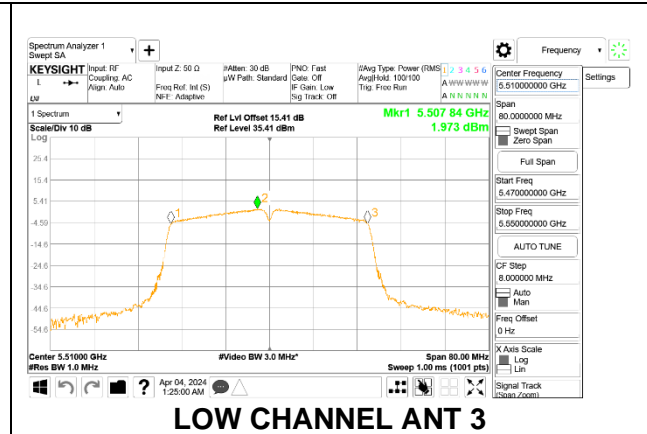 Spectrum Analyzer 1
Swept SA
+
Frequency
KEYSIGHT
Input: RF
Coupling: AC
Align: Auto
Input Z: 50 Ω
Freq Ref: Int (S)
NFE: Adaptive
#Atten: 30 dB
µW Path: Standard
PNO: Fast
Gate: Off
IF Gain: Low
Sig Track: Off
#Avg Type: Power (RMS
Avg|Hold: 100/100
Trig: Free Run
1 2 3 4 5 6
A W W W W W
A N N N N N
Center Frequency
5.510000000 GHz
Settings
Span
80.0000000 MHz
Swept Span
Zero Span
Full Span
Start Freq
5.470000000 GHz
Stop Freq
5.550000000 GHz
AUTO TUNE
CF Step
8.000000 MHz
Auto
Man
Freq Offset
0 Hz
X Axis Scale
Log
Lin
Signal Track
(Span Zoom)
1 Spectrum
Scale/Div 10 dB
Log
Ref Lvl Offset 15.41 dB
Ref Level 35.41 dBm
Mkr1 5.507 84 GHz
1.973 dBm
25.4
15.4
5.41
-4.59
-14.6
-24.6
-34.6
-44.6
-54.6
1
2
3
Center 5.51000 GHz
#Res BW 1.0 MHz
#Video BW 3.0 MHz*
Span 80.00 MHz
Sweep 1.00 ms (1001 pts)
?
Apr 04, 2024
1:25:00 AM
LOW CHANNEL ANT 3